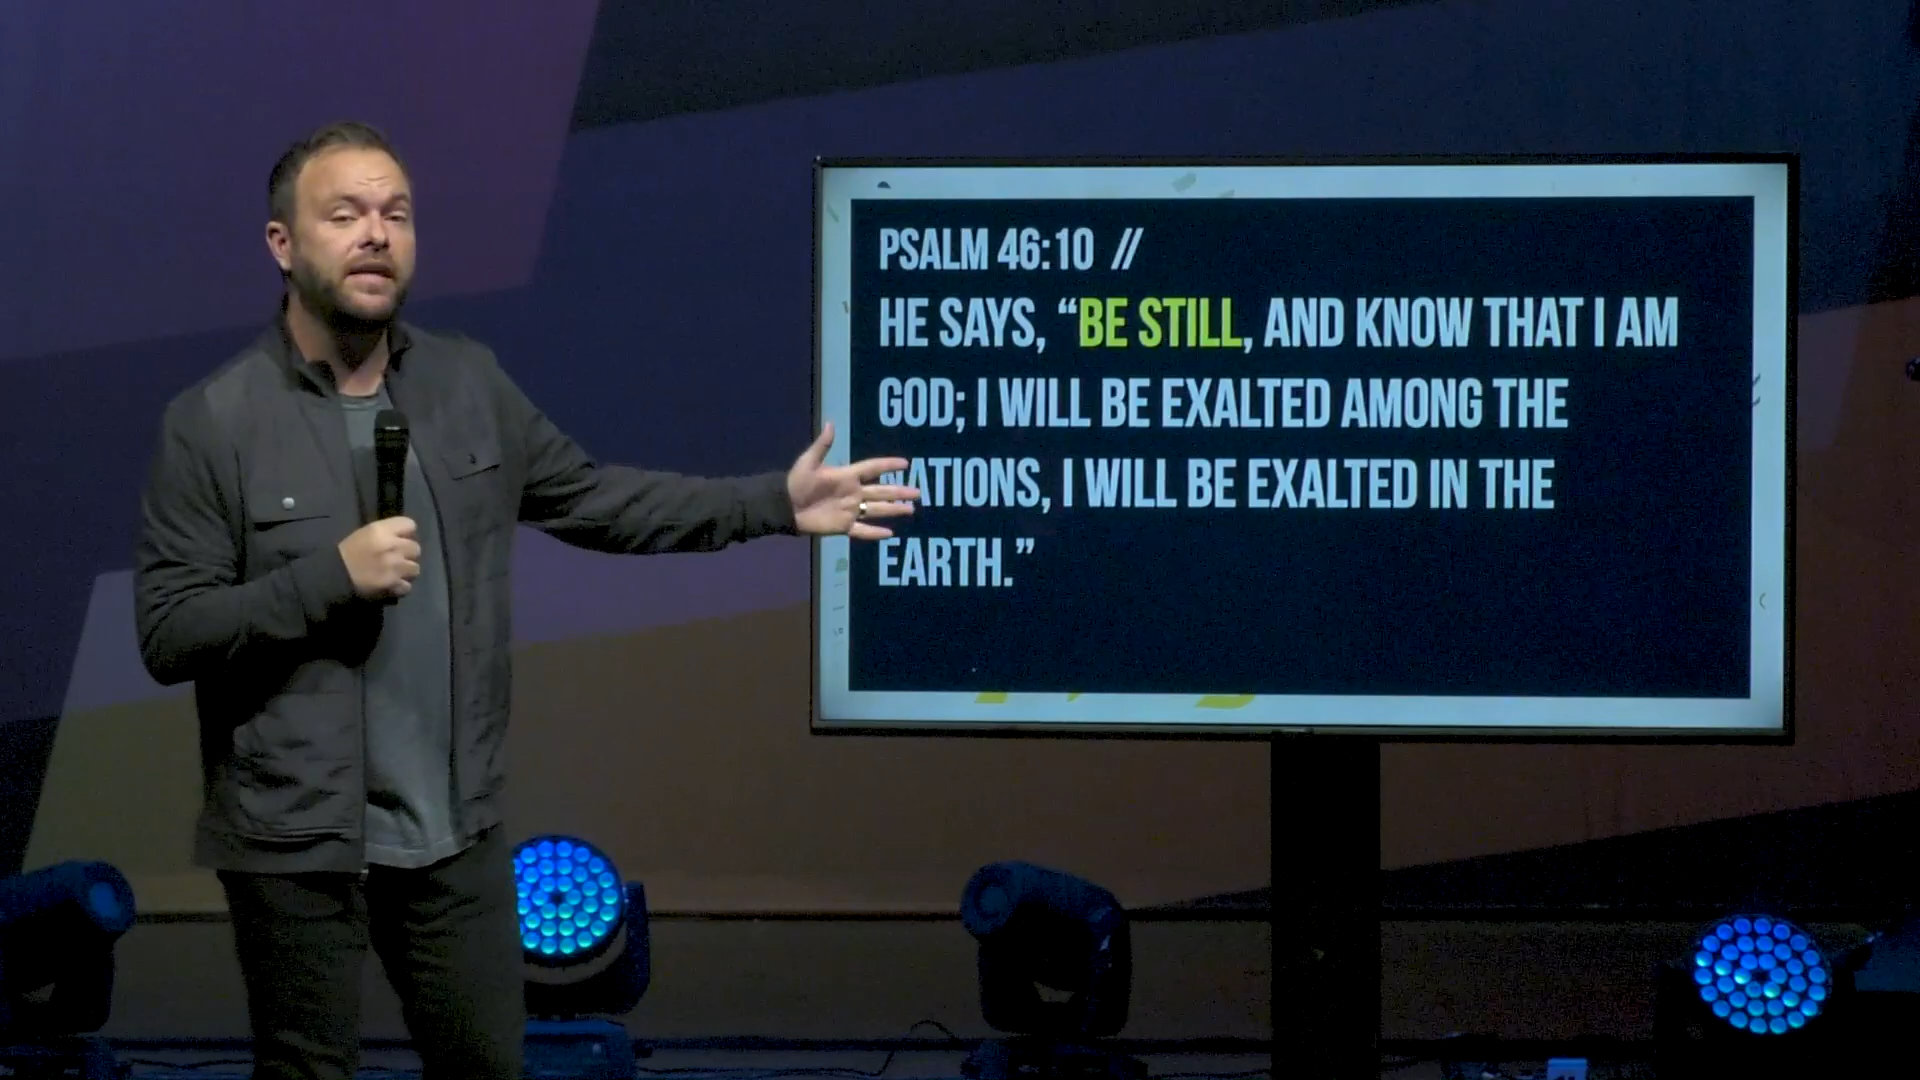 PSALM 46:10 //
HE SAYS, “BE STILL, AND KNOW THAT I AM
GOD; I WILL BE EXALTED AMONG THE
NATIONS, I WILL BE EXALTED IN THE
EARTH.”